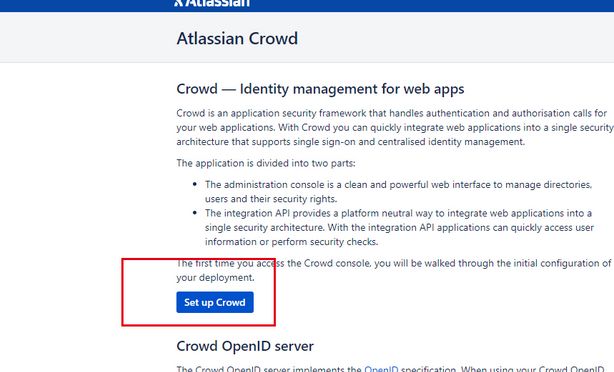 Atlassian
Atlassian Crowd
Crowd — Identity management for web apps
Crowd is an application security framework that handles authentication and authorisation calls for
your web applications. With Crowd you can quickly integrate web applications into a single security
architecture that supports single sign-on and centralised identity management.
The application is divided into two parts:
• The administration console is a clean and powerful web interface to manage directories,
users and their security rights.
• The integration API provides a platform neutral way to integrate web applications into a
single security architecture. With the integration API applications can quickly access user
information or perform security checks.
The first time you access the Crowd console, you will be walked through the initial configuration of
your deployment.
Set up Crowd
Crowd OpenID server
The Crowd OpenID server implements the OpenID specification. When using your Crowd OpenID